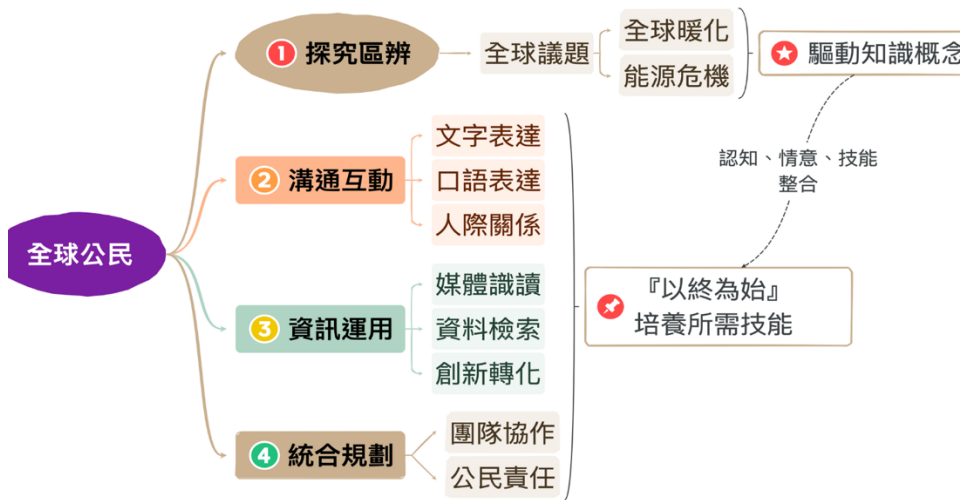 全球公民
1 探究區辨
全球議題
全球暖化
能源危機
驅動知識概念
認知、情意、技能
整合
2 溝通互動
文字表達
口語表達
人際關係
3 資訊運用
媒體識讀
資料檢索
創新轉化
4 統合規劃
團隊協作
公民責任
『以終為始』
培養所需技能